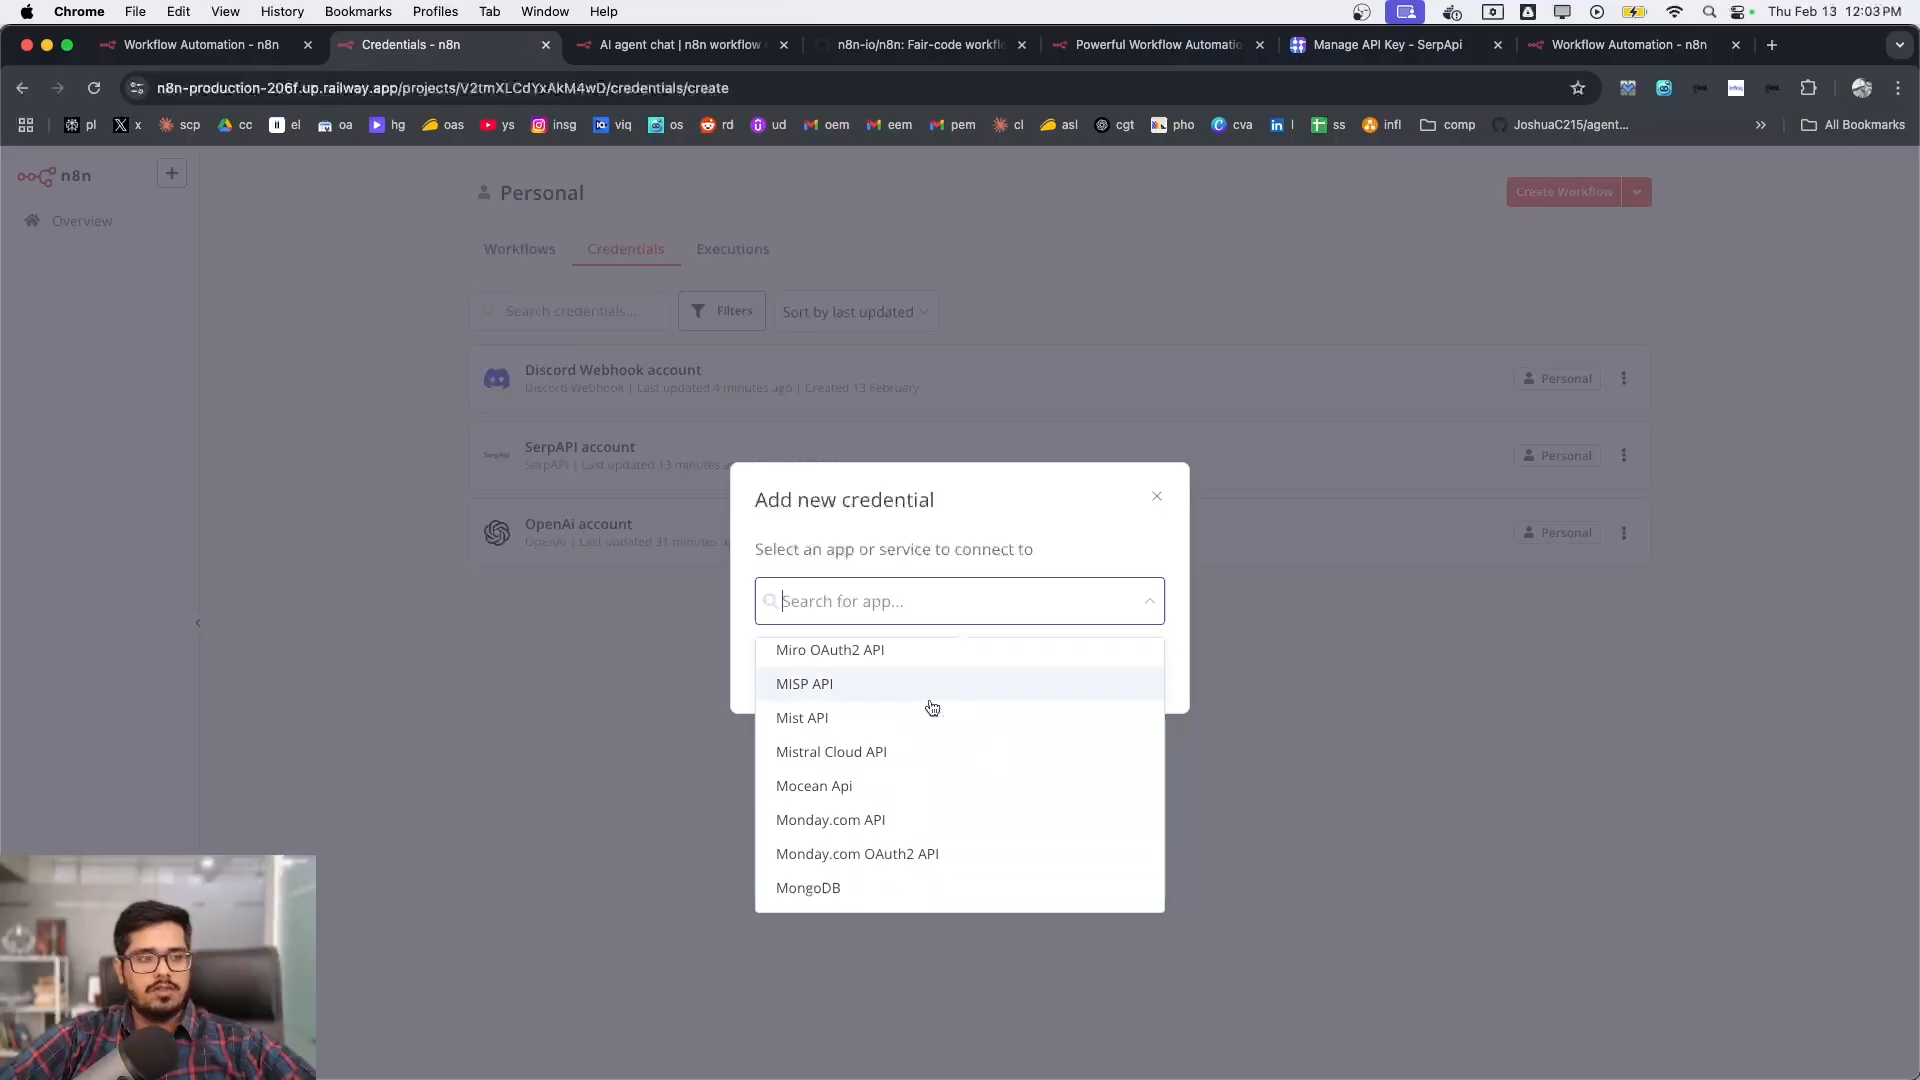 Chrome File Edit View History Bookmarks Profiles Tab Window Help Thu Feb 13 12:03 PM
Workflow Automation - n8n Credentials - n8n AI agent chat | n8n workflow n8n-io/n8n: Fair-code workfl Powerful Workflow Automatio Manage API Key - SerpApi Workflow Automation - n8n
n8n-production-206f.up.railway.app/projects/V2tmXLCdYxAkM4wD/credentials/create
pl x scp cc el oa hg oas ys insg viq os rd ud oem eem pem cl asl cgt pho cva l ss infl comp JoshuaC215/agent... All Bookmarks
n8n
Overview
Personal
Create Workflow
Workflows Credentials Executions
Search credentials... Filters Sort by last updated
Discord Webhook account
Discord Webhook | Last updated 4 minutes ago | Created 13 February
Personal
SerpAPI account
SerpAPI | Last updated 13 minutes a
Personal
OpenAi account
OpenAi | Last updated 31 minutes
Personal
Add new credential
Select an app or service to connect to
Search for app...
Miro OAuth2 API
MISP API
Mist API
Mistral Cloud API
Mocean Api
Monday.com API
Monday.com OAuth2 API
MongoDB